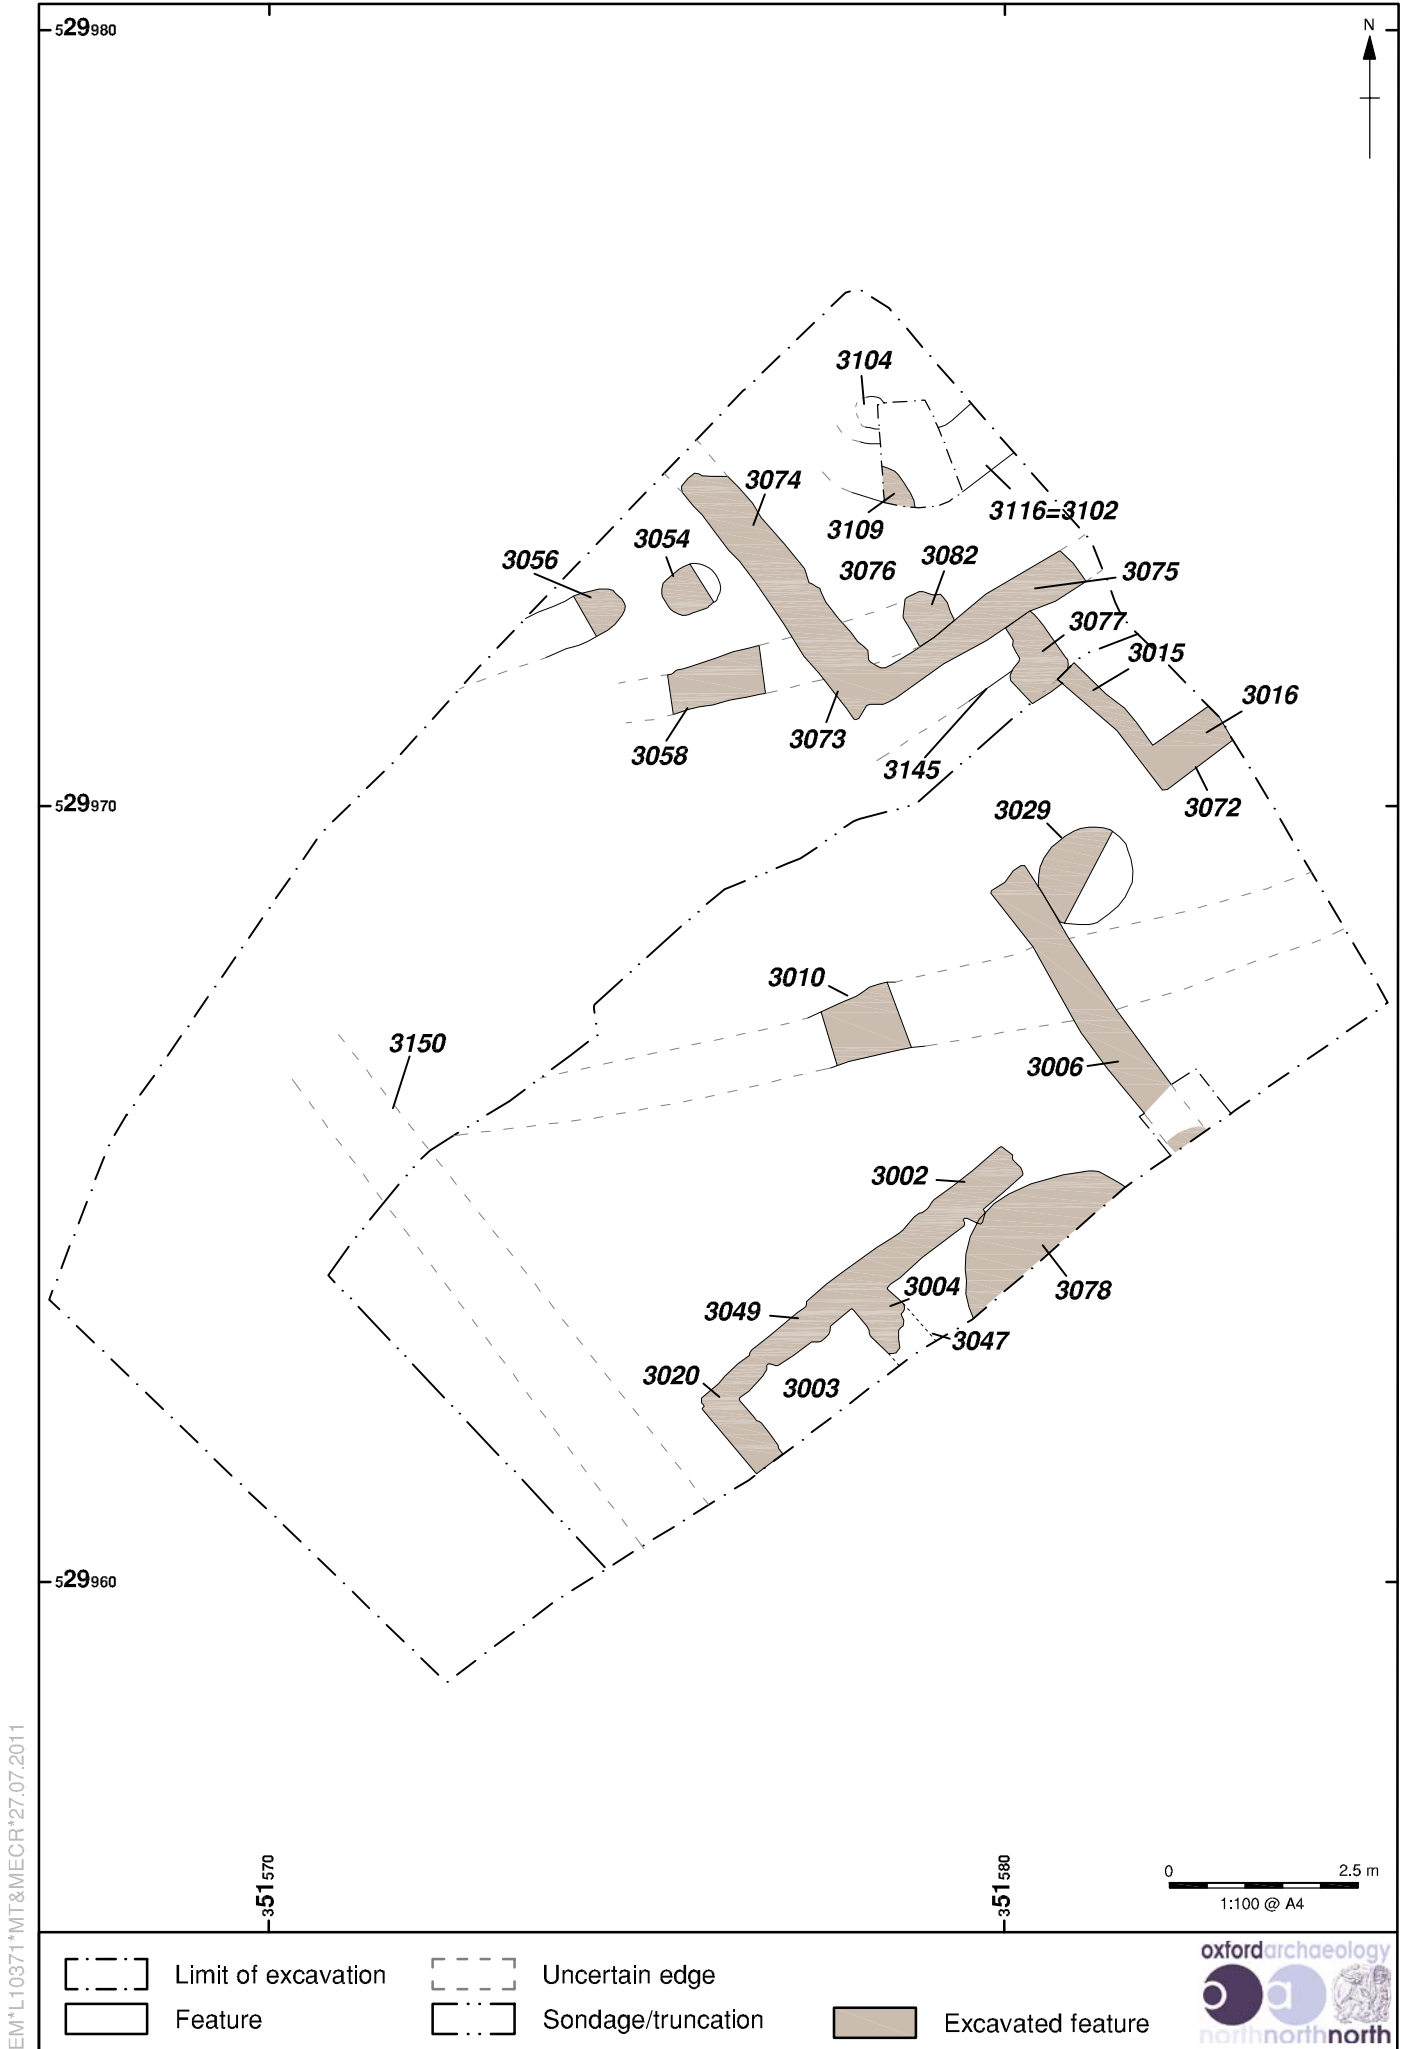 529980
N
3104
3074
3116=3102
3109
3054
3056
3076
3082
3075
3077
3015
3016
3058
3073
3145
3072
529970
3029
3010
3150
3006
3002
3004
3078
3049
3047
3020
3003
529960
351570
351580
0 2.5 m
1:100 @ A4
EM*L10371*MT&MECR*27.07.2011
Limit of excavation
Uncertain edge
Feature
Sondage/truncation
Excavated feature
oxfordarchaeology
oa
northnorthnorth